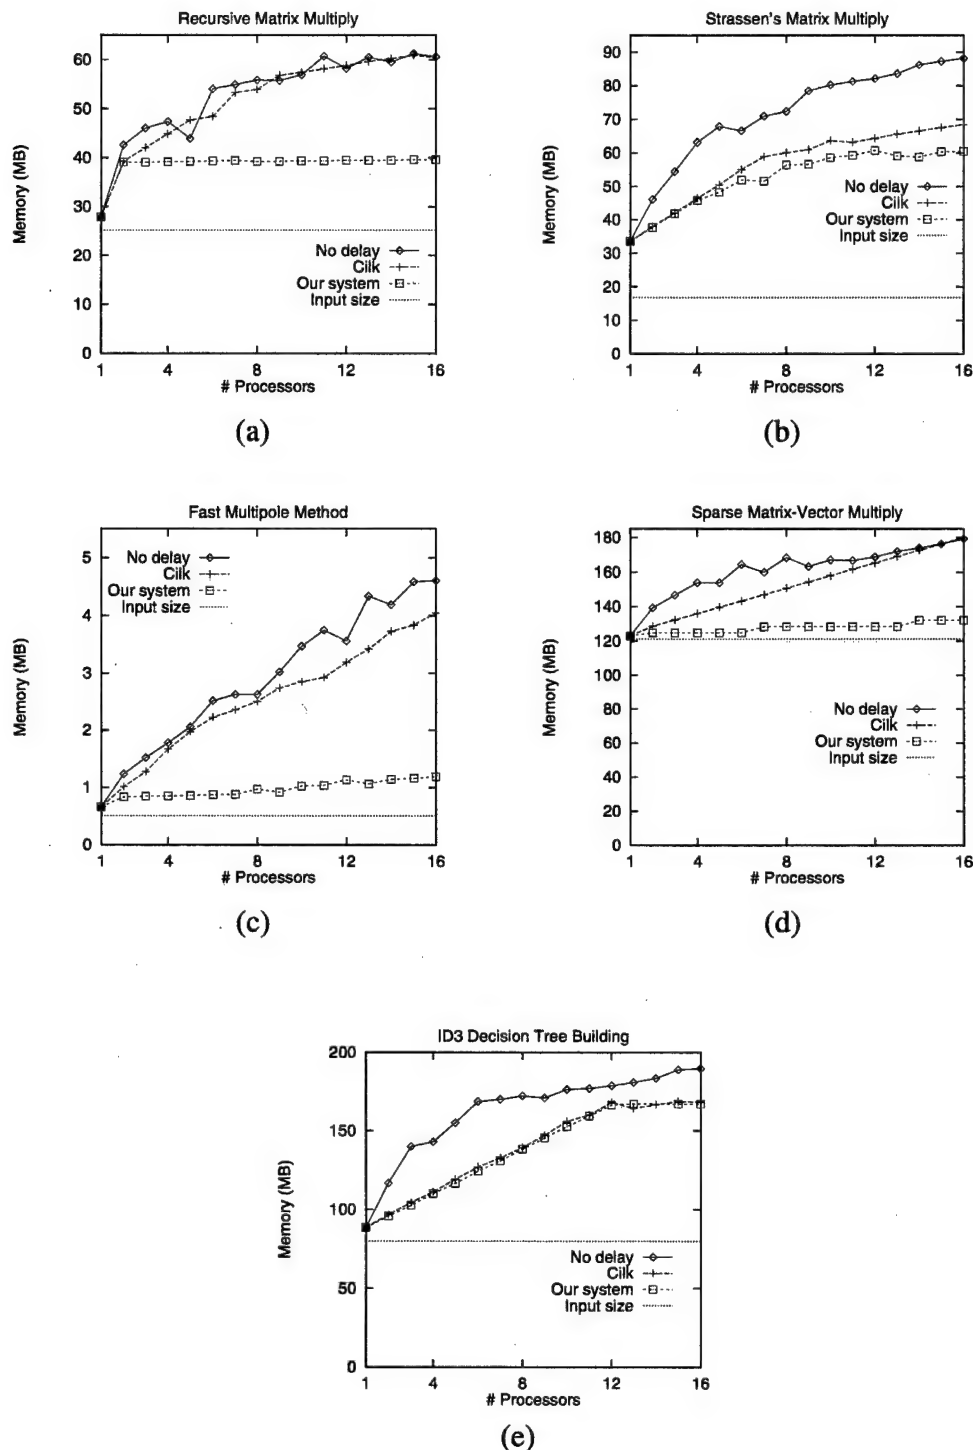 Recursive Matrix Multiply
Memory (MB)
60
50
40
30
20
10
0
No delay
Cilk
Our system
Input size
1 4 8 12 16
# Processors
(a)
Strassen's Matrix Multiply
Memory (MB)
90
80
70
60
50
40
30
20
10
0
No delay
Cilk
Our system
Input size
1 4 8 12 16
# Processors
(b)
Fast Multipole Method
Memory (MB)
5
4
3
2
1
0
No delay
Cilk
Our system
Input size
1 4 8 12 16
# Processors
(c)
Sparse Matrix-Vector Multiply
Memory (MB)
180
160
140
120
100
80
60
40
20
0
No delay
Cilk
Our system
Input size
1 4 8 12 16
# Processors
(d)
ID3 Decision Tree Building
Memory (MB)
200
150
100
50
0
No delay
Cilk
Our system
Input size
1 4 8 12 16
# Processors
(e)